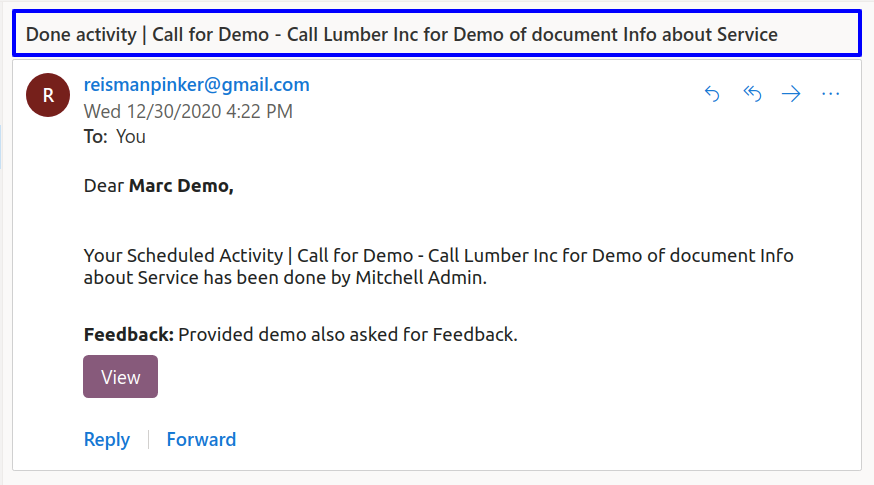 Done activity | Call for Demo - Call Lumber Inc for Demo of document Info about Service
R
reismanpinker@gmail.com
Wed 12/30/2020 4:22 PM
To: You
Dear Marc Demo,
Your Scheduled Activity | Call for Demo - Call Lumber Inc for Demo of document Info
about Service has been done by Mitchell Admin.
Feedback: Provided demo also asked for Feedback.
View
Reply | Forward